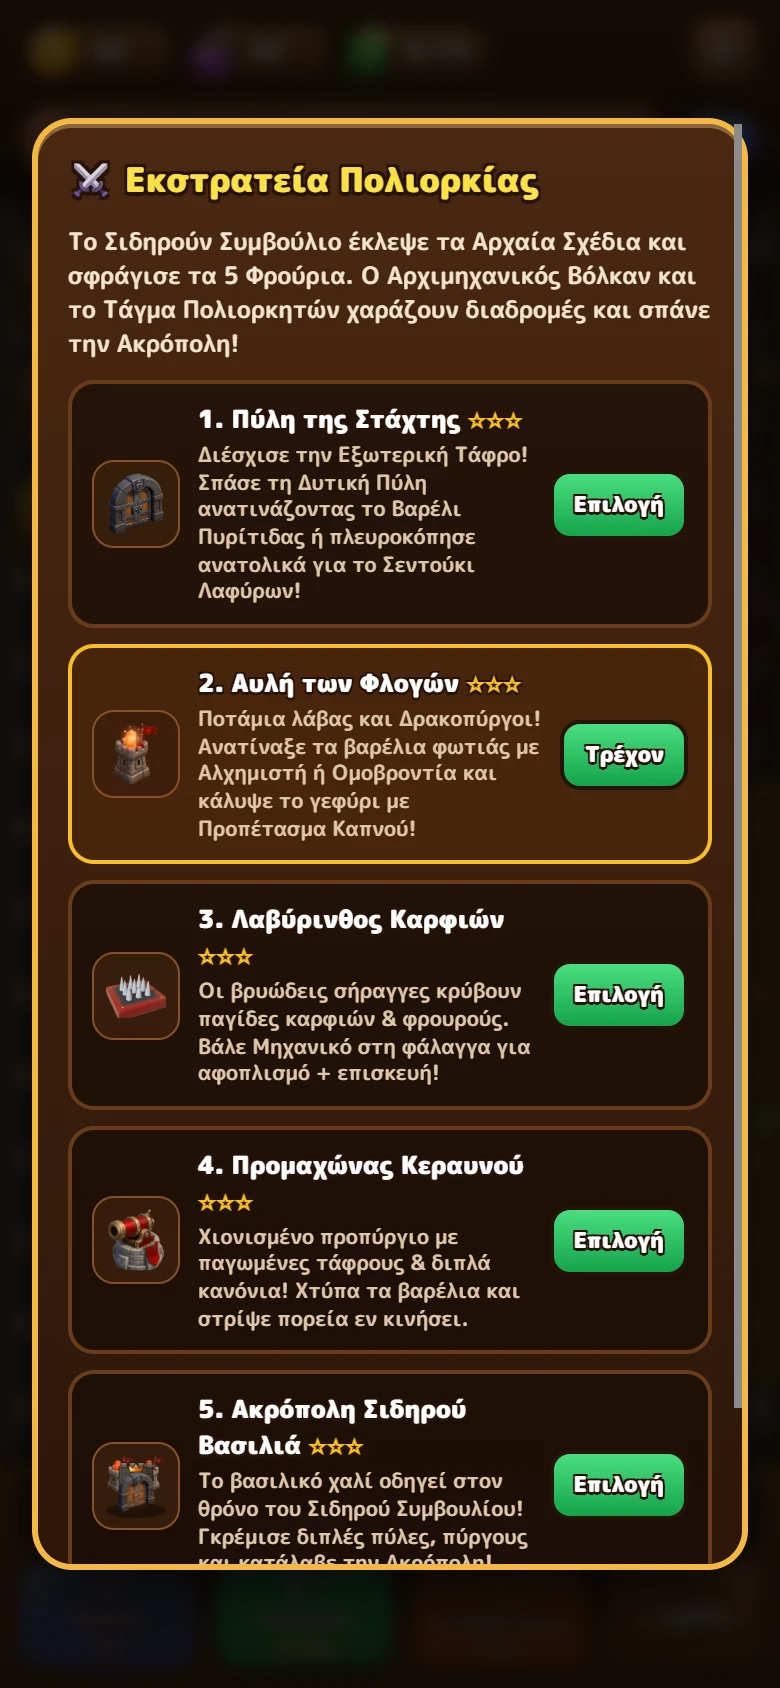 Εκστρατεία Πολιορκίας
Το Σιδηρούν Συμβούλιο έκλεψε τα Αρχαία Σχέδια και
σφράγισε τα 5 Φρούρια. Ο Αρχιμηχανικός Βόλκαν και
το Τάγμα Πολιορκητών χαράζουν διαδρομές και σπάνε
την Ακρόπολη!
1. Πύλη της Στάχτης ☆☆☆
Διέσχισε την Εξωτερική Τάφρο!
Σπάσε τη Δυτική Πύλη
ανατινάζοντας το Βαρέλι
Πυρίτιδας ή πλευροκόπησε
ανατολικά για το Σεντούκι
Λαφύρων!
Επιλογή
2. Αυλή των Φλογών ☆☆☆
Ποτάμια λάβας και Δρακοπύργοι!
Ανατίναξε τα βαρέλια φωτιάς με
Αλχημιστή ή Ομοβροντία και
κάλυψε το γεφύρι με
Προπέτασμα Καπνού!
Τρέχον
3. Λαβύρινθος Καρφιών
☆☆☆
Οι βρυώδεις σήραγγες κρύβουν
παγίδες καρφιών & φρουρούς.
Βάλε Μηχανικό στη φάλαγγα για
αφοπλισμό + επισκευή!
Επιλογή
4. Προμαχώνας Κεραυνού
☆☆☆
Χιονισμένο προπύργιο με
παγωμένες τάφρους & διπλά
κανόνια! Χτύπα τα βαρέλια και
στρίψε πορεία εν κινήσει.
Επιλογή
5. Ακρόπολη Σιδηρού
Βασιλιά ☆☆☆
Το βασιλικό χαλί οδηγεί στον
θρόνο του Σιδηρού Συμβουλίου!
Γκρέμισε διπλές πύλες, πύργους
και κατάλαβε την Ακρόπολη!
Επιλογή